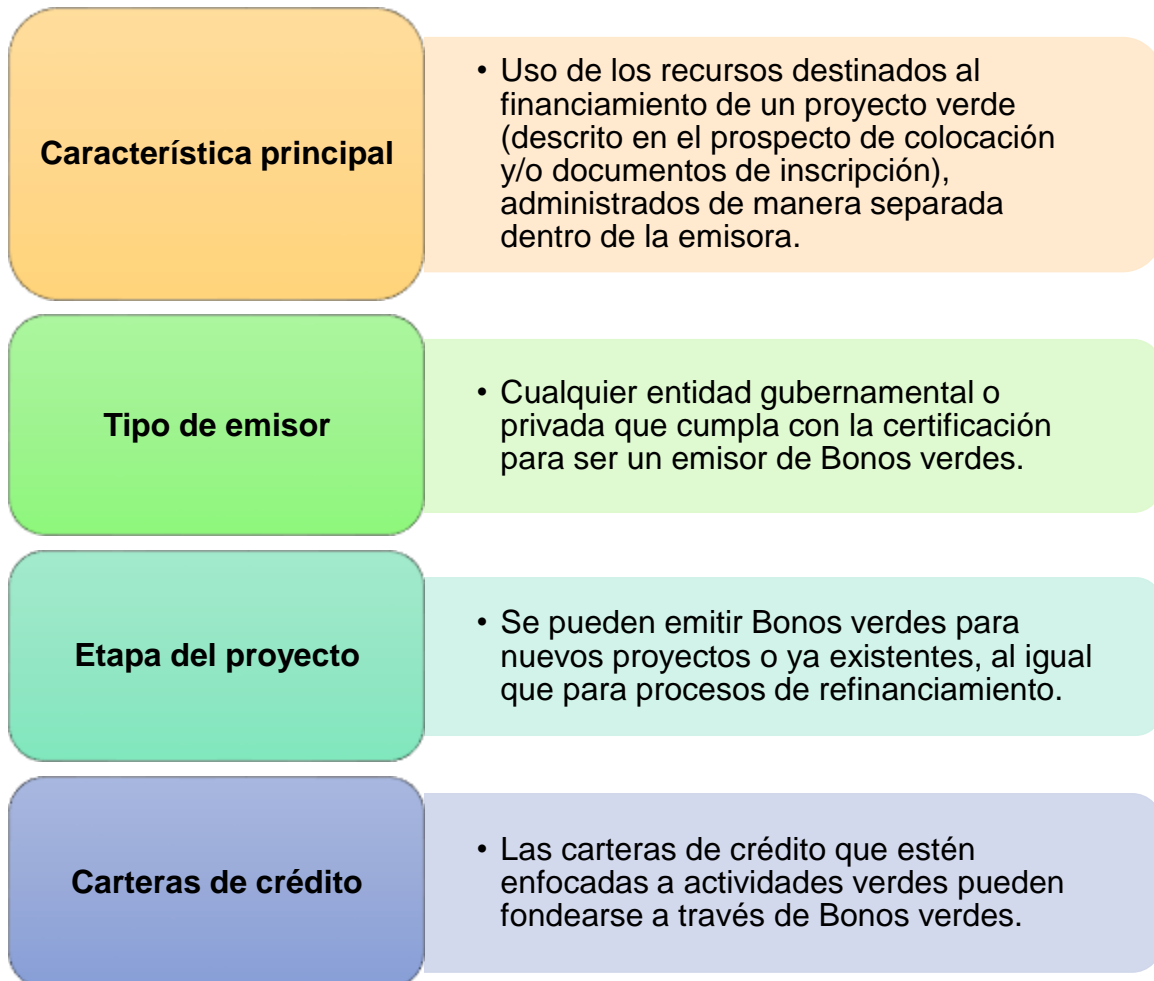 Característica principal
• Uso de los recursos destinados al
financiamiento de un proyecto verde
(descrito en el prospecto de colocación
y/o documentos de inscripción),
administrados de manera separada
dentro de la emisora.
Tipo de emisor
• Cualquier entidad gubernamental o
privada que cumpla con la certificación
para ser un emisor de Bonos verdes.
Etapa del proyecto
• Se pueden emitir Bonos verdes para
nuevos proyectos o ya existentes, al igual
que para procesos de refinanciamiento.
Carteras de crédito
• Las carteras de crédito que estén
enfocadas a actividades verdes pueden
fondearse a través de Bonos verdes.